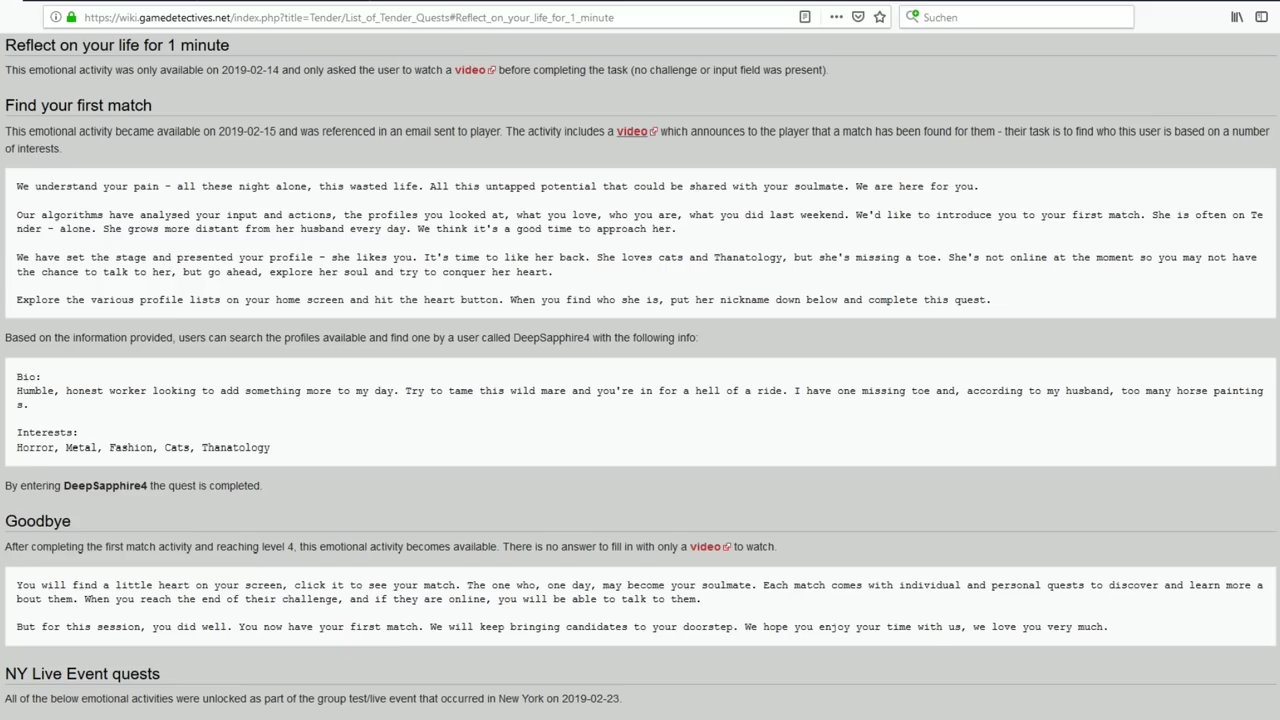 https://wiki.gamedetectives.net/index.php?title=Tender/List_of_Tender_Quests#Reflect_on_your_life_for_1_minute
Suchen
Reflect on your life for 1 minute
This emotional activity was only available on 2019-02-14 and only asked the user to watch a video before completing the task (no challenge or input field was present).
Find your first match
This emotional activity became available on 2019-02-15 and was referenced in an email sent to player. The activity includes a video which announces to the player that a match has been found for them - their task is to find who this user is based on a number
of interests.
We understand your pain - all these night alone, this wasted life. All this untapped potential that could be shared with your soulmate. We are here for you.
Our algorithms have analysed your input and actions, the profiles you looked at, what you love, who you are, what you did last weekend. We'd like to introduce you to your first match. She is often on Te
nder - alone. She grows more distant from her husband every day. We think it's a good time to approach her.
We have set the stage and presented your profile - she likes you. It's time to like her back. She loves cats and Thanatology, but she's missing a toe. She's not online at the moment so you may not have
the chance to talk to her, but go ahead, explore her soul and try to conquer her heart.
Explore the various profile lists on your home screen and hit the heart button. When you find who she is, put her nickname down below and complete this quest.
Based on the information provided, users can search the profiles available and find one by a user called DeepSapphire4 with the following info:
Bio:
Humble, honest worker looking to add something more to my day. Try to tame this wild mare and you're in for a hell of a ride. I have one missing toe and, according to my husband, too many horse painting
s.
Interests:
Horror, Metal, Fashion, Cats, Thanatology
By entering DeepSapphire4 the quest is completed.
Goodbye
After completing the first match activity and reaching level 4, this emotional activity becomes available. There is no answer to fill in with only a video to watch.
You will find a little heart on your screen, click it to see your match. The one who, one day, may become your soulmate. Each match comes with individual and personal quests to discover and learn more a
bout them. When you reach the end of their challenge, and if they are online, you will be able to talk to them.
But for this session, you did well. You now have your first match. We will keep bringing candidates to your doorstep. We hope you enjoy your time with us, we love you very much.
NY Live Event quests
All of the below emotional activities were unlocked as part of the group test/live event that occurred in New York on 2019-02-23.